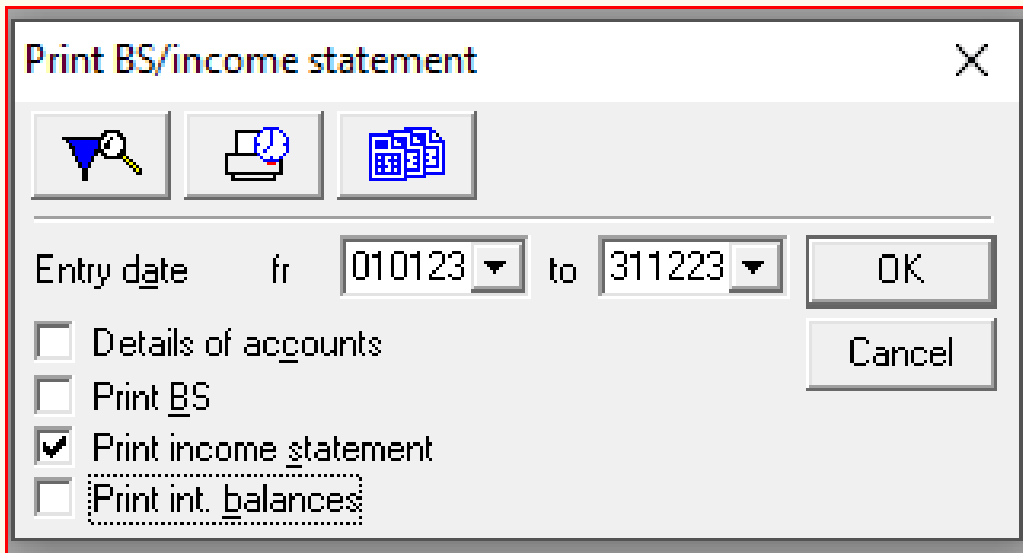 Print BS/income statement
Entry date fr 010123 to 311223 OK
Details of accounts
Cancel
Print BS
Print income statement
Print int. balances